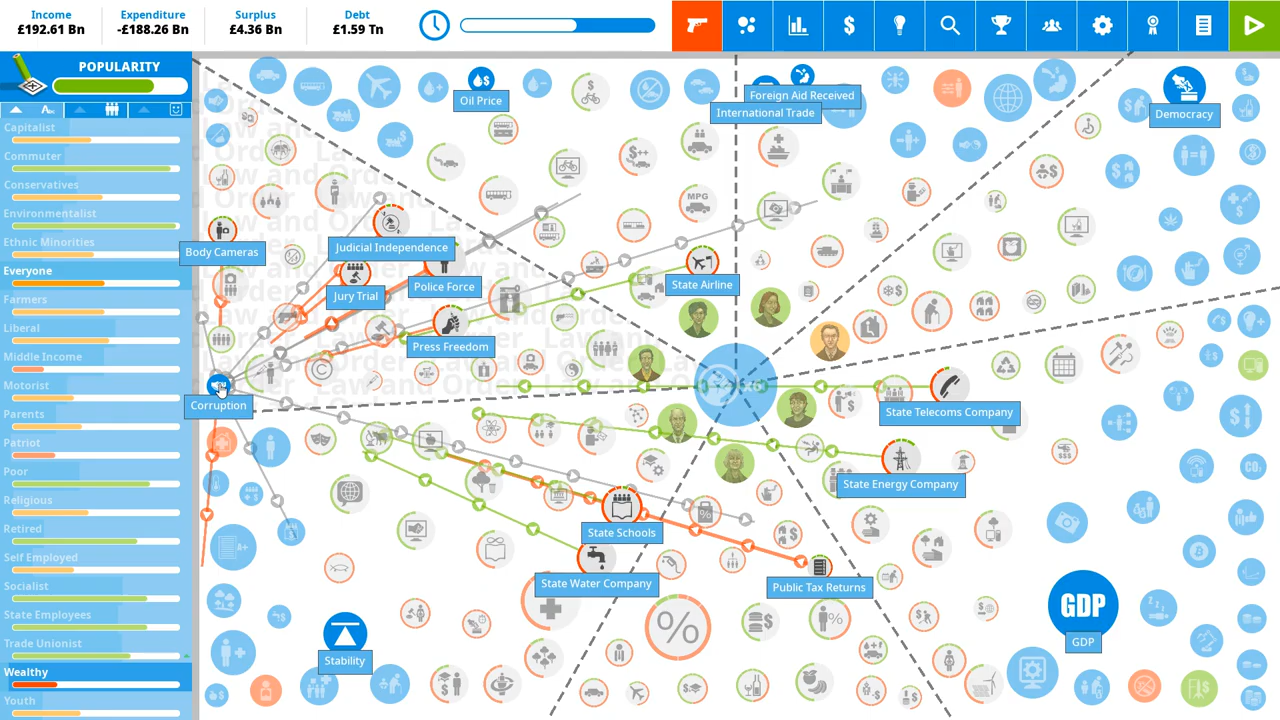 Income
£192.61 Bn
Expenditure
-£188.26 Bn
Surplus
£4.36 Bn
Debt
£1.59 Tn
POPULARITY
Capitalist
Commuter
Conservatives
Environmentalist
Ethnic Minorities
Everyone
Farmers
Liberal
Middle Income
Motorist
Parents
Patriot
Poor
Religious
Retired
Self Employed
Socialist
State Employees
Trade Unionist
Wealthy
Youth
Oil Price
Foreign Aid Received
International Trade
Democracy
MPG
Body Cameras
Judicial Independence
Police Force
Jury Trial
State Airline
Press Freedom
Corruption
State Telecoms Company
State Energy Company
State Schools
State Water Company
Public Tax Returns
Stability
GDP
GDP